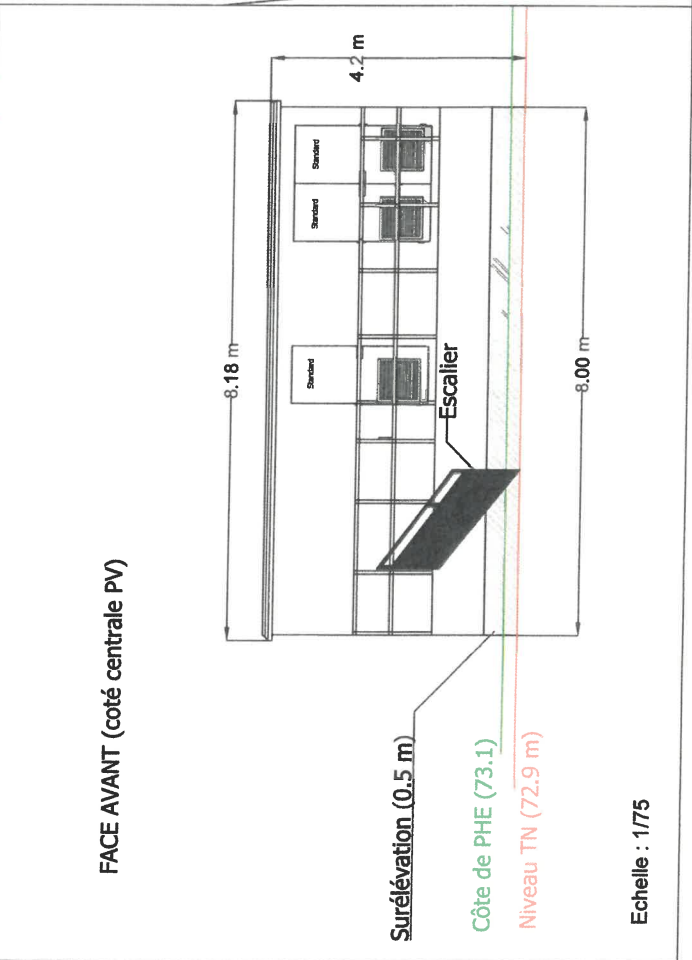 FACE AVANT (coté centrale PV)
8.18 m
4.2 m
Standard
Standard
Standard
Escalier
Surélévation (0.5 m)
8.00 m
Côte de PHE (73.1)
Niveau TN (72.9 m)
Echelle : 1/75